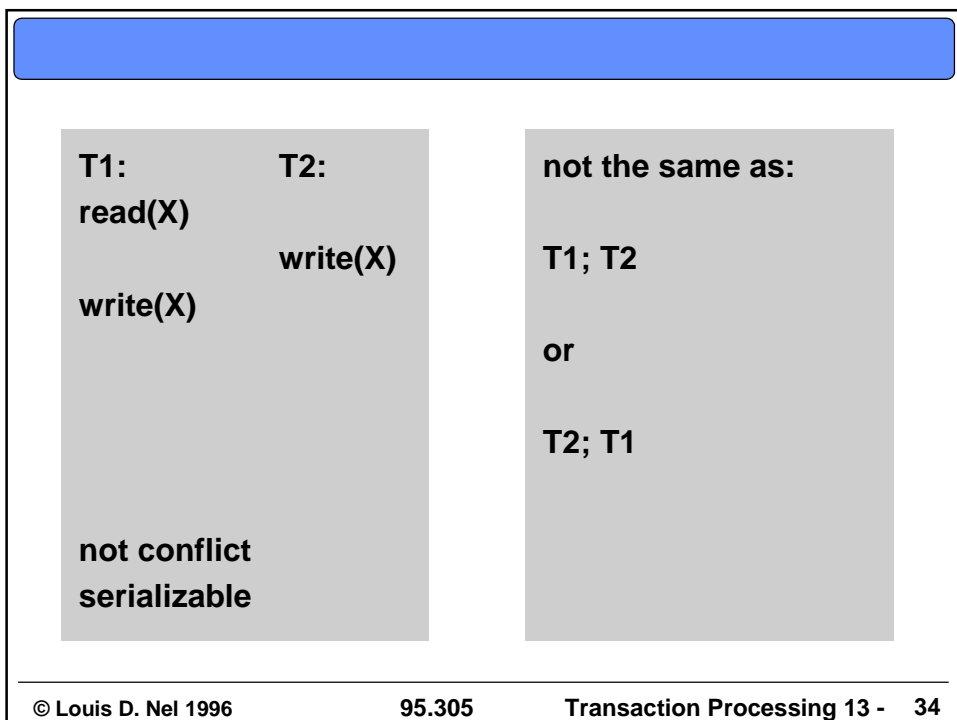 T1: T2:
read(X)
write(X)
write(X)
not conflict
serializable
not the same as:
T1; T2
or
T2; T1
© Louis D. Nel 1996 95.305 Transaction Processing 13 - 34